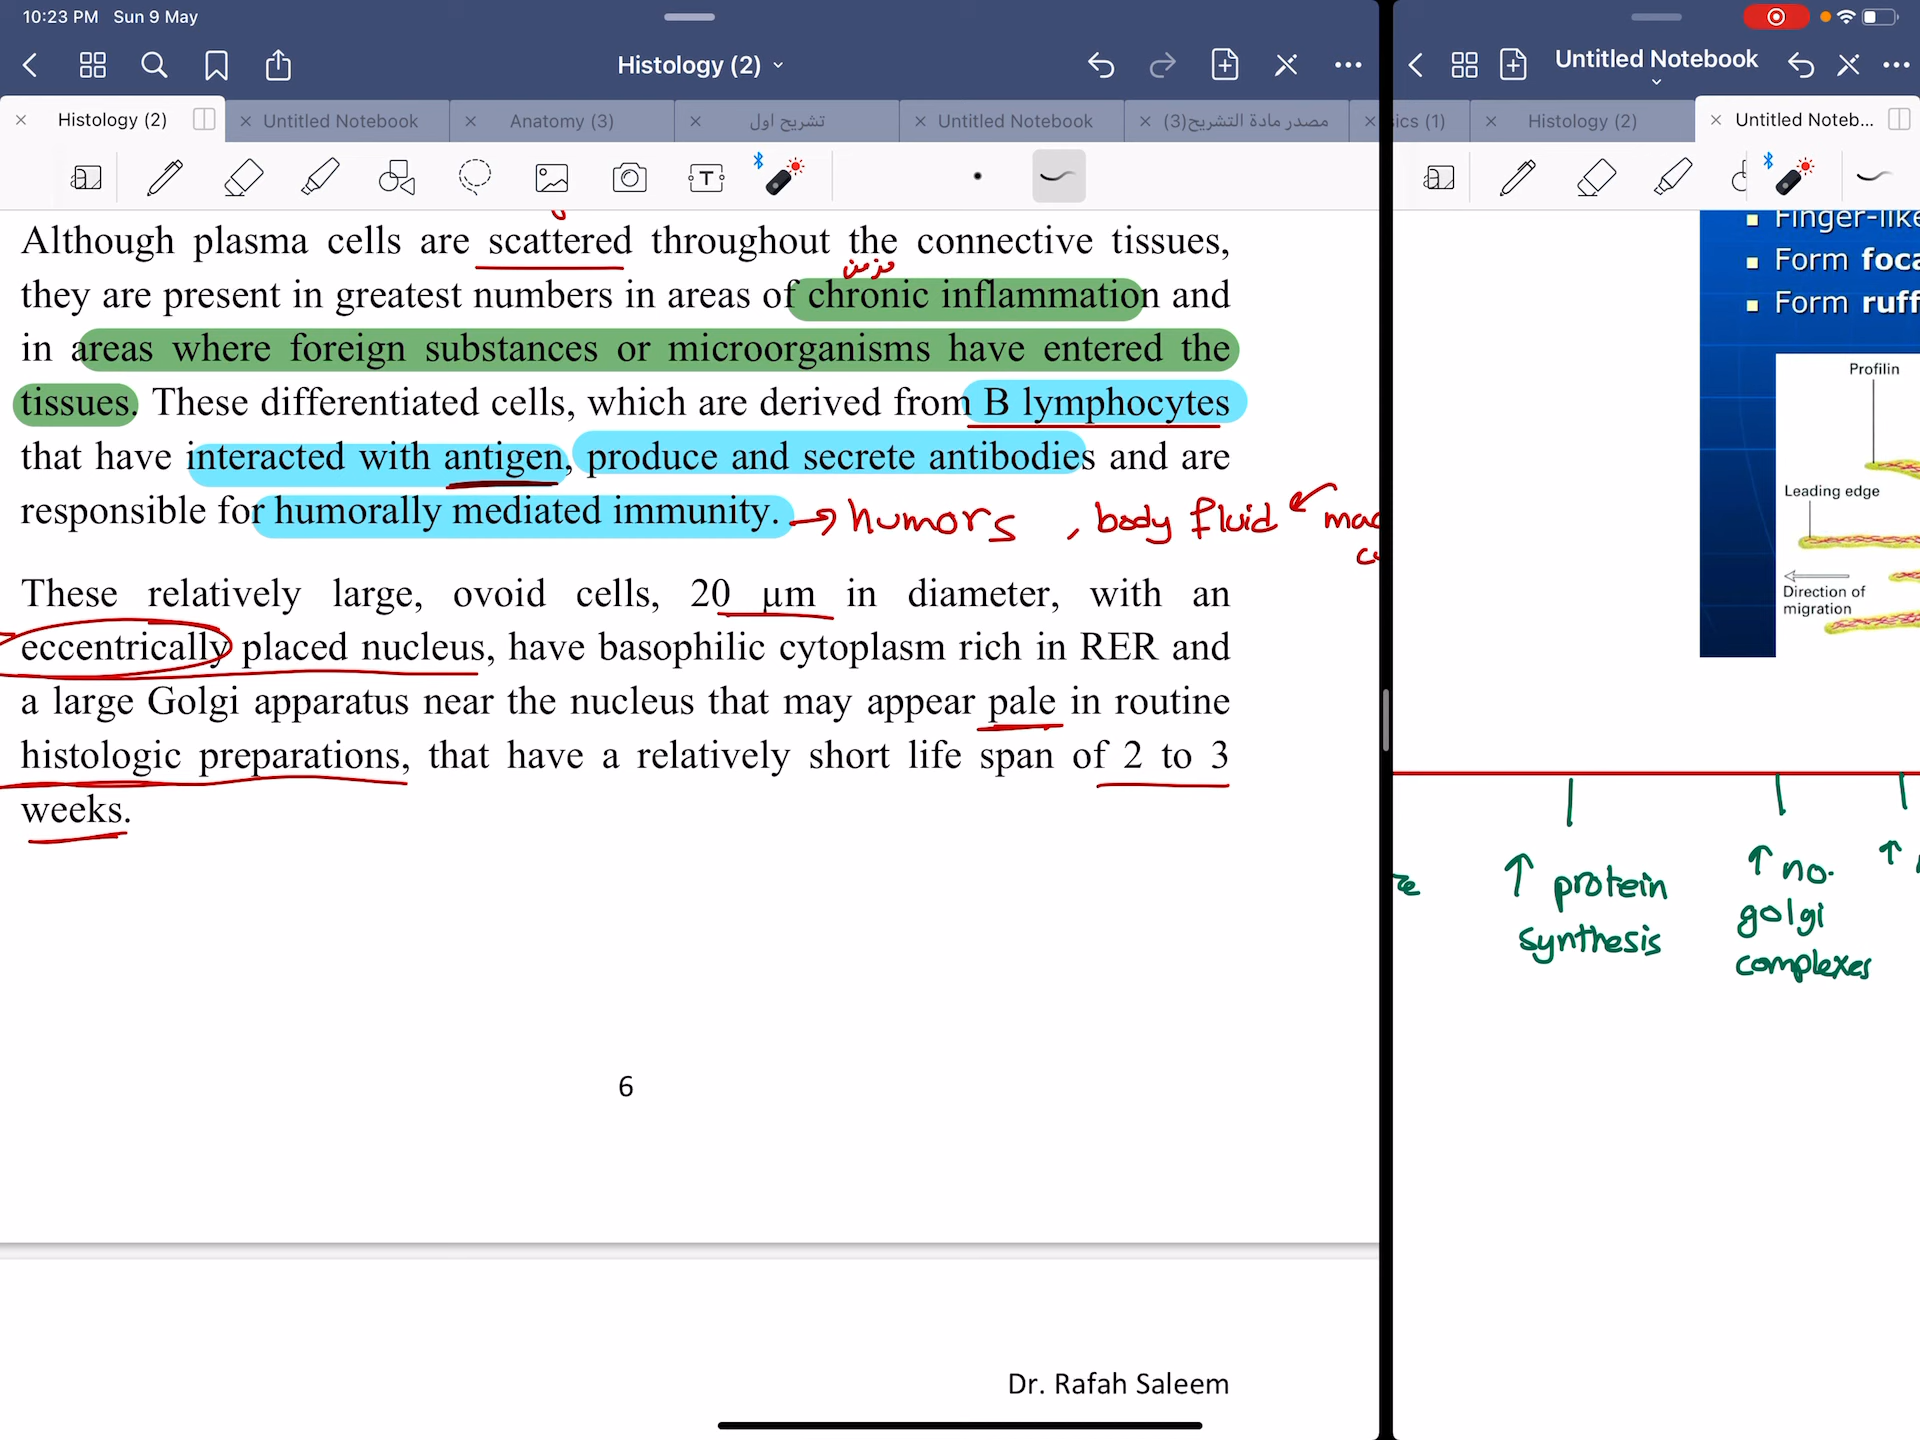 10:23 PM Sun 9 May
Histology (2)
Untitled Notebook
Histology (2)
Untitled Notebook
Anatomy (3)
تشريح اول
Untitled Notebook
مصدر مادة التشريح(3)
ics (1)
Histology (2)
Untitled Noteb...
Although plasma cells are scattered throughout the connective tissues,
مزمن
they are present in greatest numbers in areas of chronic inflammation and
in areas where foreign substances or microorganisms have entered the
tissues. These differentiated cells, which are derived from B lymphocytes
that have interacted with antigen, produce and secrete antibodies and are
responsible for humorally mediated immunity. → humors , body fluid ←
These relatively large, ovoid cells, 20 µm in diameter, with an
eccentrically placed nucleus, have basophilic cytoplasm rich in RER and
a large Golgi apparatus near the nucleus that may appear pale in routine
histologic preparations, that have a relatively short life span of 2 to 3
weeks.
6
Dr. Rafah Saleem
Finger-like
Form foca
Form ruff
Profilin
Leading edge
Direction of
migration
↑ protein
synthesis
↑ no.
golgi
complexes
↑